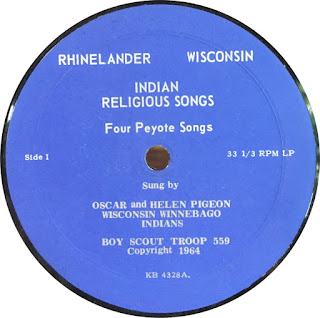 RHINELANDER WISCONSIN
INDIAN
RELIGIOUS SONGS
Four Peyote Songs
Side 1 33 1/3 RPM LP
Sung by
OSCAR and HELEN PIGEON
WISCONSIN WINNEBAGO
INDIANS
BOY SCOUT TROOP 559
Copyright 1964
KB 4328A.